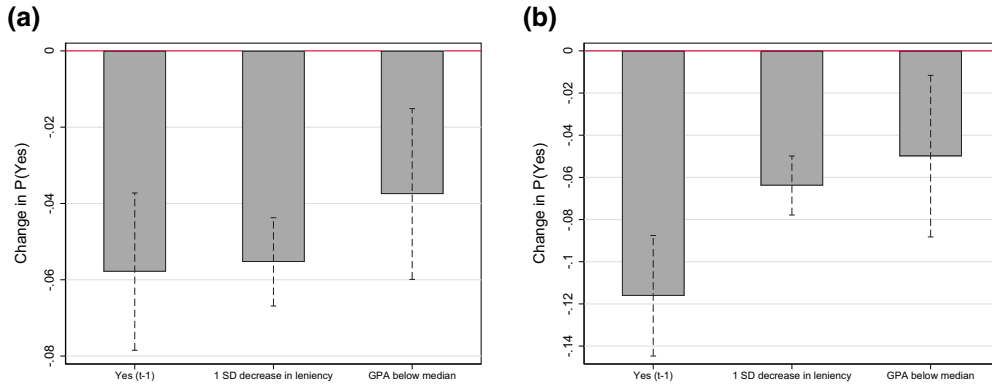 (a)
Change in P(Yes)
0
-.02
-.04
-.06
-.08
Yes (t-1)
1 SD decrease in leniency
GPA below median
(b)
Change in P(Yes)
0
-.02
-.04
-.06
-.08
-.1
-.12
-.14
Yes (t-1)
1 SD decrease in leniency
GPA below median